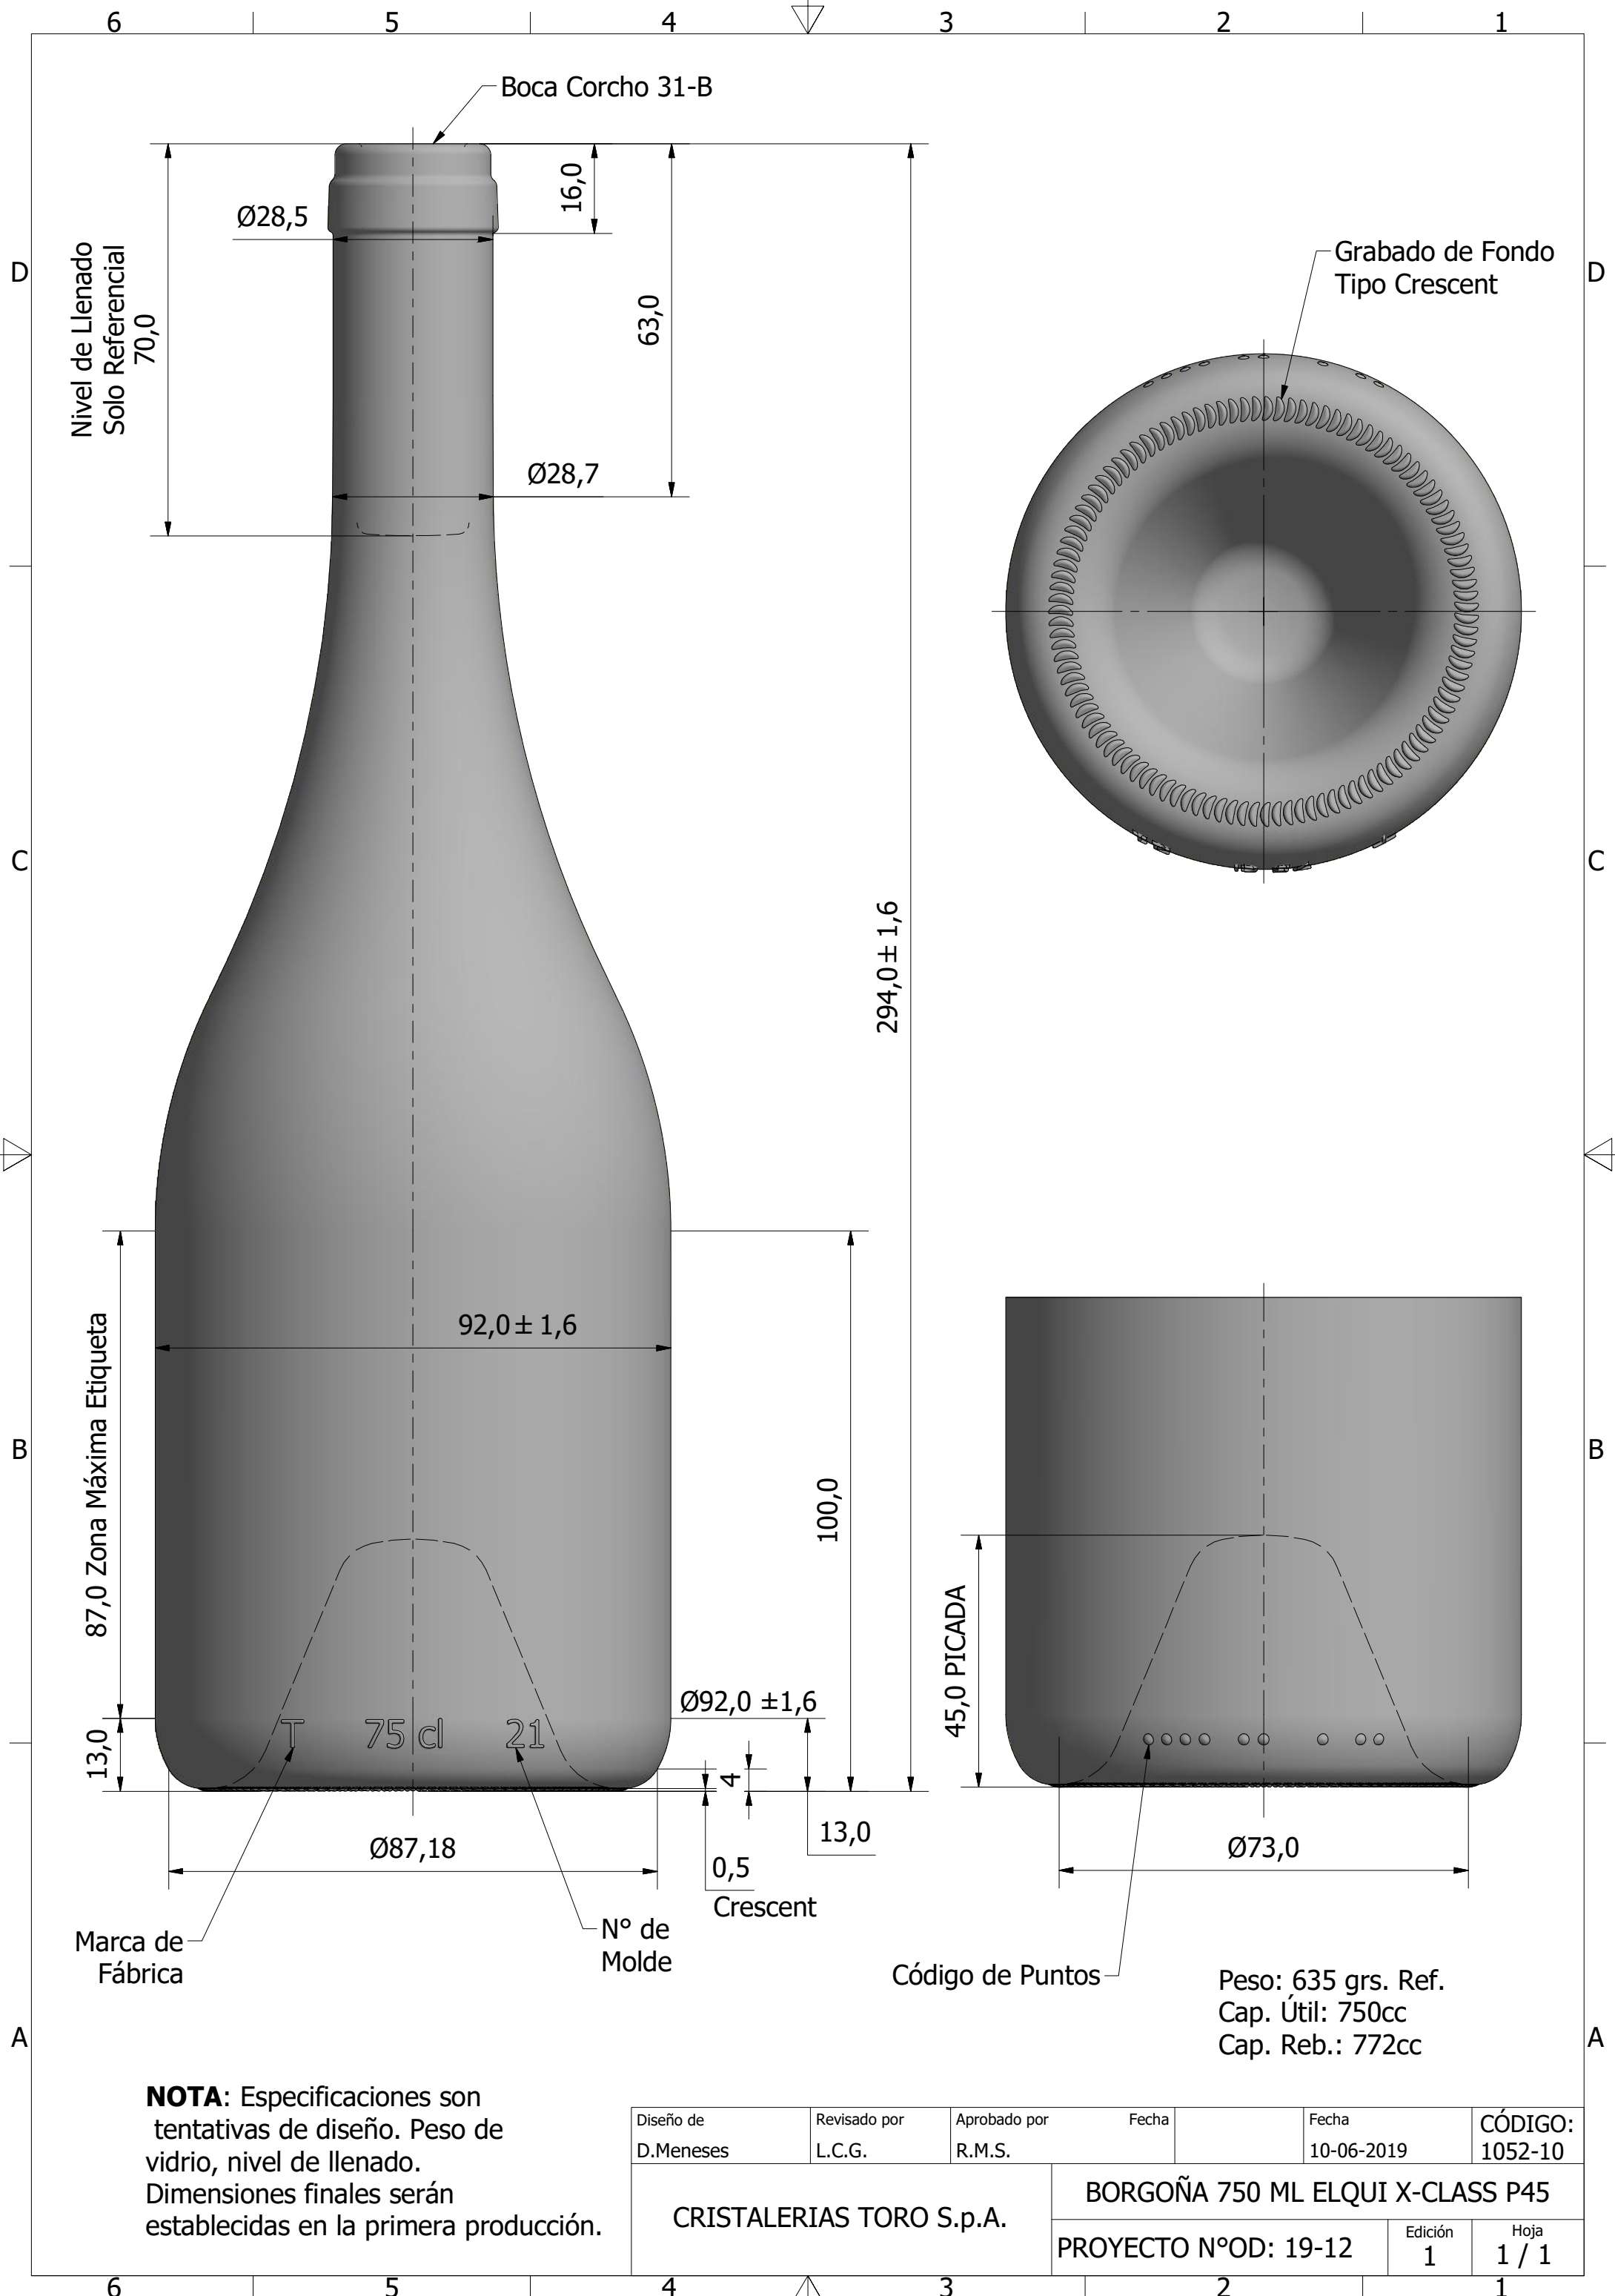 6 5 4 3 2 1
Boca Corcho 31-B
16,0
Ø28,5
Nivel de Llenado
Solo Referencial
70,0
63,0
Ø28,7
D
D
Grabado de Fondo
Tipo Crescent
C
C
294,0 ± 1,6
92,0 ± 1,6
87,0 Zona Máxima Etiqueta
100,0
B
B
45,0 PICADA
Ø92,0 ±1,6
13,0
T 75 cl 21
4
13,0
Ø87,18
0,5
Crescent
Ø73,0
Marca de
Fábrica
N° de
Molde
Código de Puntos
Peso: 635 grs. Ref.
Cap. Útil: 750cc
Cap. Reb.: 772cc
A
A
NOTA: Especificaciones son
tentativas de diseño. Peso de
vidrio, nivel de llenado.
Dimensiones finales serán
establecidas en la primera producción.
Diseño de
D.Meneses
Revisado por
L.C.G.
Aprobado por
R.M.S.
Fecha
Fecha
10-06-2019
CÓDIGO:
1052-10
CRISTALERIAS TORO S.p.A.
BORGOÑA 750 ML ELQUI X-CLASS P45
PROYECTO N°OD: 19-12
Edición
1
Hoja
1 / 1
6 5 4 3 2 1